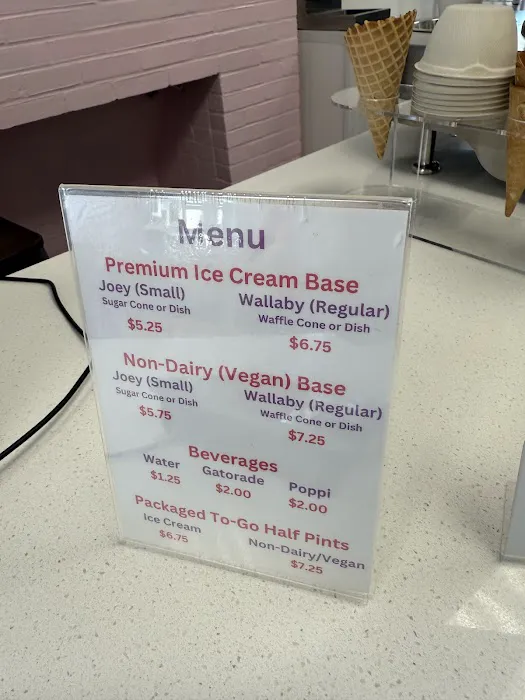 Menu
Premium Ice Cream Base
Joey (Small) Wallaby (Regular)
Sugar Cone or Dish Waffle Cone or Dish
$5.25 $6.75
Non-Dairy (Vegan) Base
Joey (Small) Wallaby (Regular)
Sugar Cone or Dish Waffle Cone or Dish
$5.75 $7.25
Beverages
Water Gatorade Poppi
$1.25 $2.00 $2.00
Packaged To-Go Half Pints
Ice Cream Non-Dairy/Vegan
$6.75 $7.25